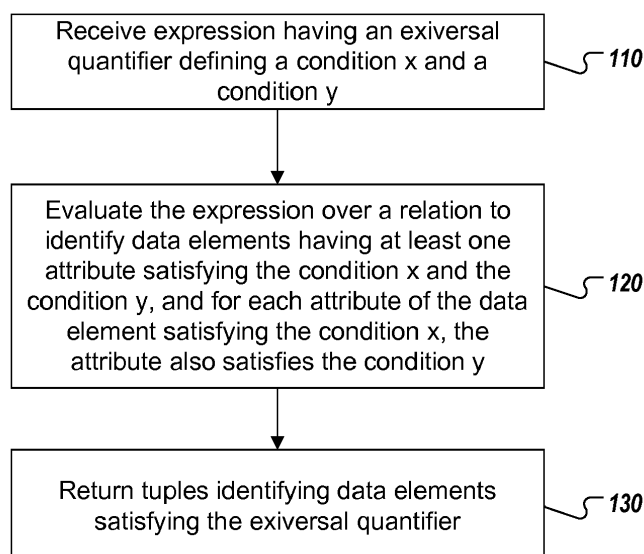 Receive expression having an exiversal
quantifier defining a condition x and a
condition y
110
Evaluate the expression over a relation to
identify data elements having at least one
attribute satisfying the condition x and the
condition y, and for each attribute of the data
element satisfying the condition x, the
attribute also satisfies the condition y
120
Return tuples identifying data elements
satisfying the exiversal quantifier
130